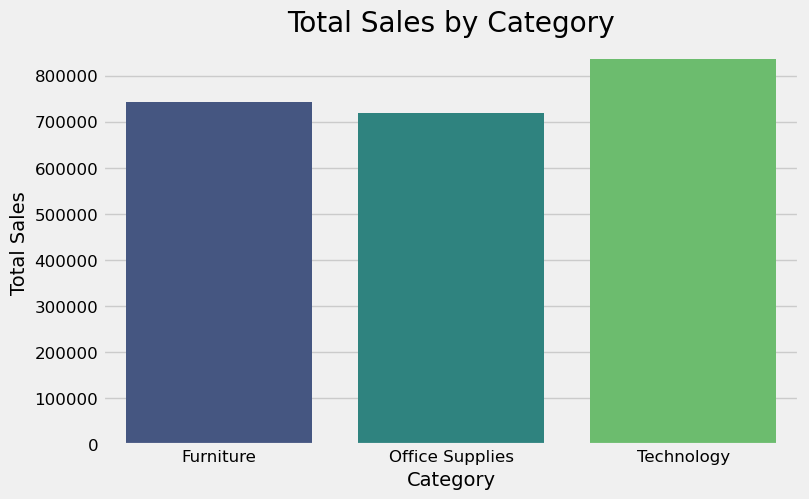 Total Sales by Category
Total Sales
800000
700000
600000
500000
400000
300000
200000
100000
0
Furniture
Office Supplies
Technology
Category